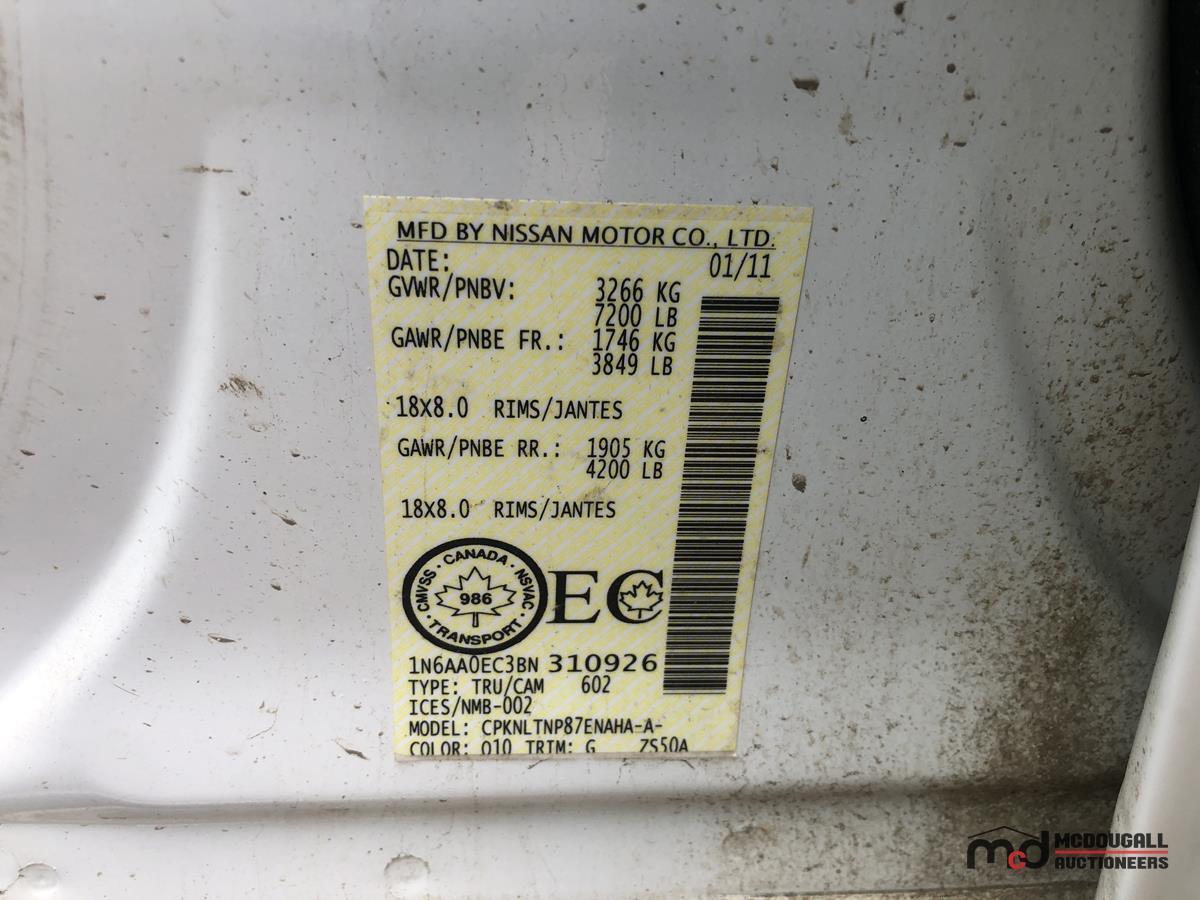 MFD BY NISSAN MOTOR CO., LTD.
DATE: 01/11
GVWR/PNBV: 3266 KG
7200 LB
GAWR/PNBE FR.: 1746 KG
3849 LB
18X8.0 RIMS/JANTES
GAWR/PNBE RR.: 1905 KG
4200 LB
18X8.0 RIMS/JANTES
CMVSS · CANADA · NSVAC · TRANSPORT ·
986
EC
1N6AA0EC3BN 310926
TYPE: TRU/CAM 602
ICES/NMB-002
MODEL: CPKNLTNP87ENAHA-A-
COLOR: Q10 TRIM: G ZS50A
mcd MCDOUGALL
AUCTIONEERS